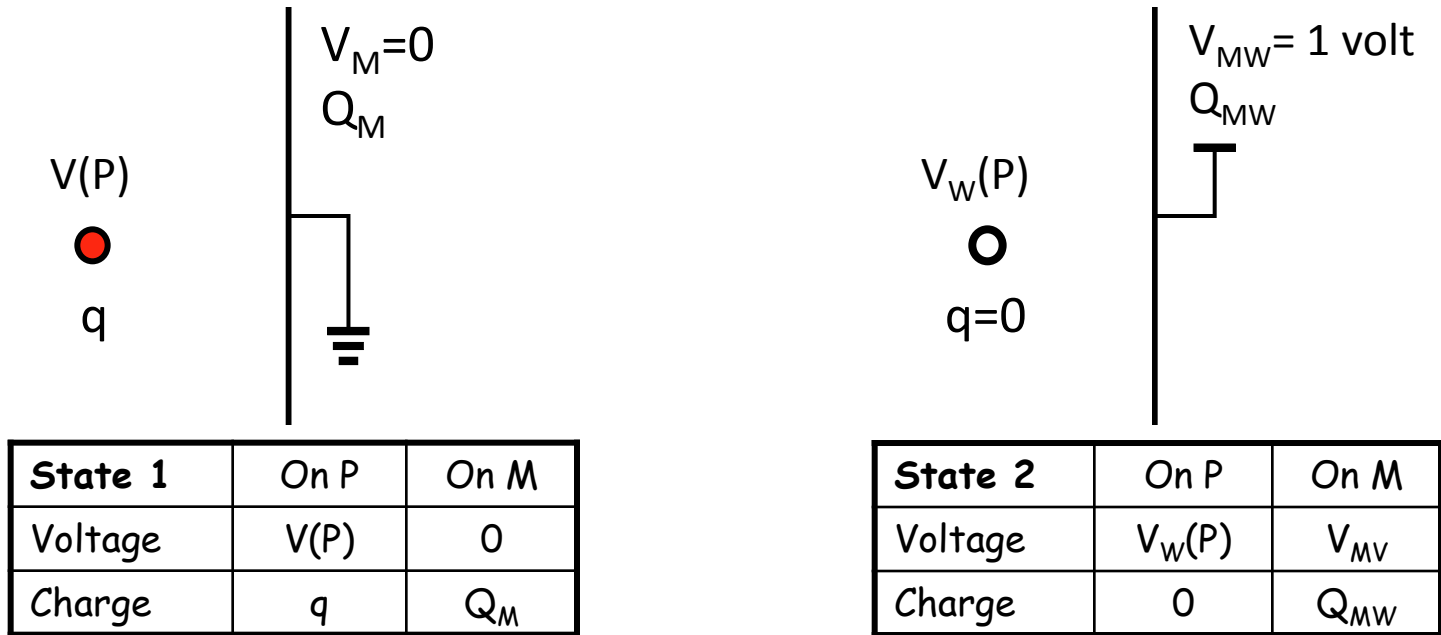 V_M=0
Q_M
V(P)
q
V_MW= 1 volt
Q_MW
V_W(P)
q=0
State 1 On P On M
Voltage V(P) 0
Charge q Q_M
State 2 On P On M
Voltage V_W(P) V_MV
Charge 0 Q_MW